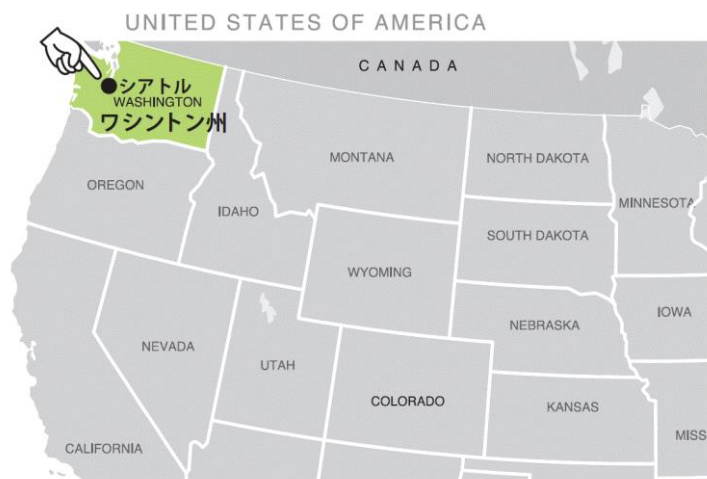 UNITED STATES OF AMERICA
CANADA
シアトル
WASHINGTON
ワシントン州
MONTANA
NORTH DAKOTA
OREGON
MINNESOTA
IDAHO
SOUTH DAKOTA
WYOMING
IOWA
NEBRASKA
NEVADA
UTAH
COLORADO
KANSAS
MISS
CALIFORNIA